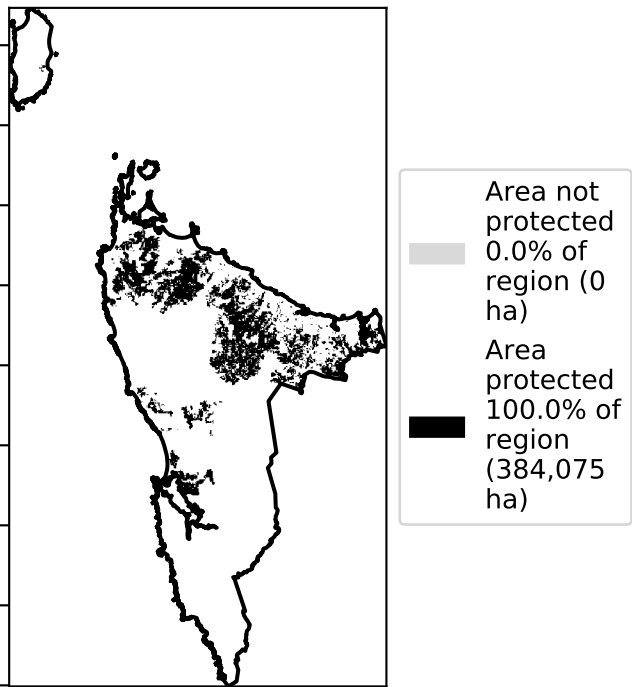 Area not
protected
0.0% of
region (0
ha)
Area
protected
100.0% of
region
(384,075
ha)